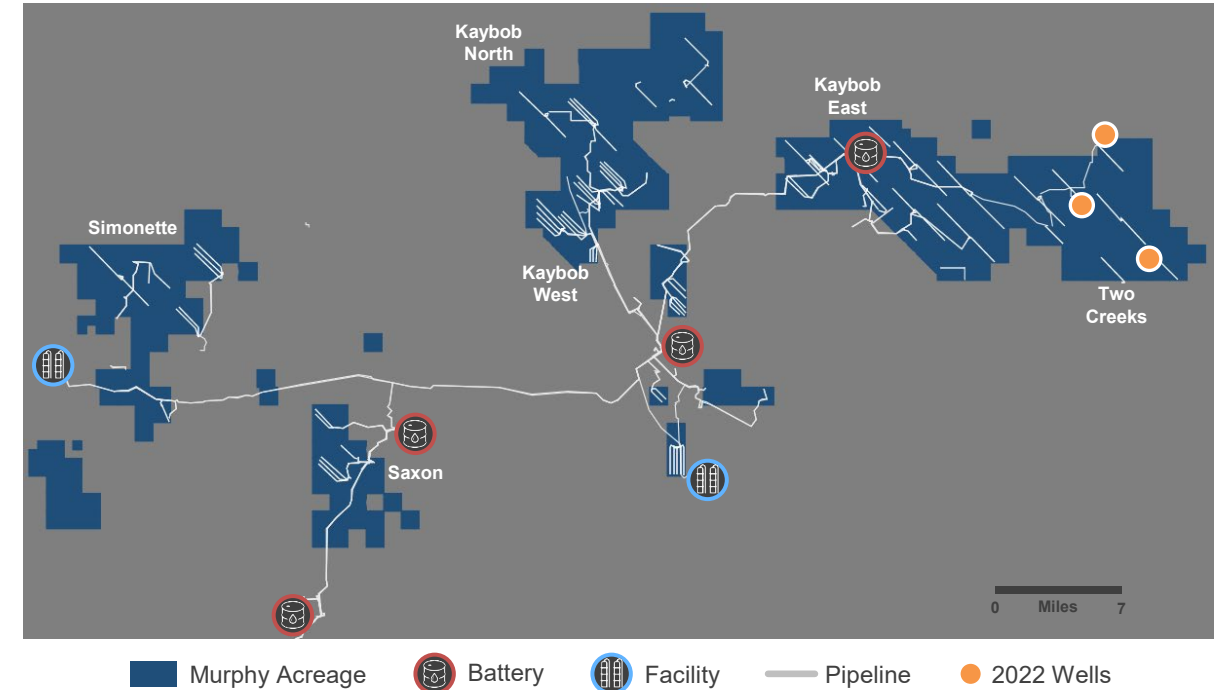 Kaybob
North
Kaybob
East
Simonette
Kaybob
West
Two
Creeks
Saxon
0 Miles 7
Murphy Acreage
Battery
Facility
Pipeline
2022 Wells